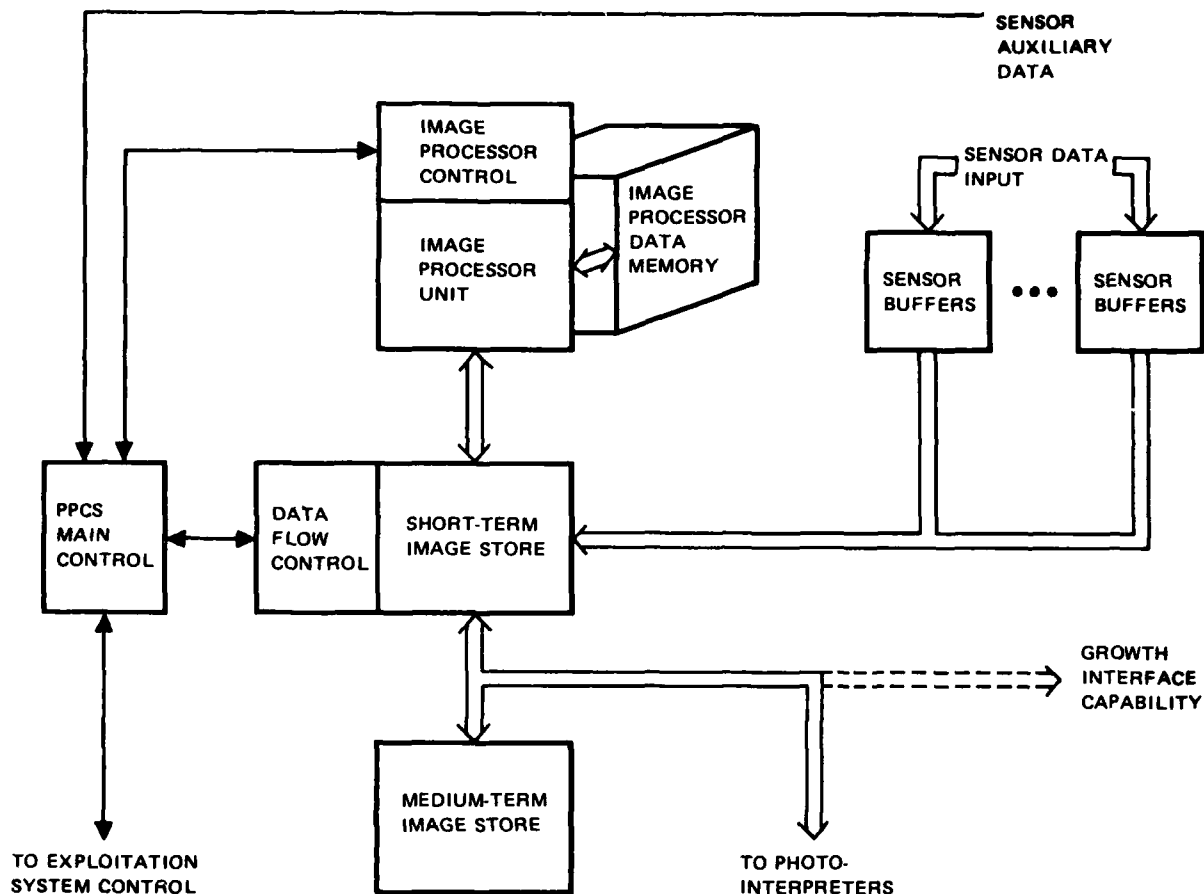 SENSOR
AUXILIARY
DATA
IMAGE
PROCESSOR
CONTROL
SENSOR DATA
INPUT
IMAGE
PROCESSOR
DATA
MEMORY
IMAGE
PROCESSOR
UNIT
SENSOR
BUFFERS
SENSOR
BUFFERS
PPCS
MAIN
CONTROL
DATA
FLOW
CONTROL
SHORT-TERM
IMAGE STORE
GROWTH
INTERFACE
CAPABILITY
MEDIUM-TERM
IMAGE STORE
TO EXPLOITATION
SYSTEM CONTROL
TO PHOTO-
INTERPRETERS